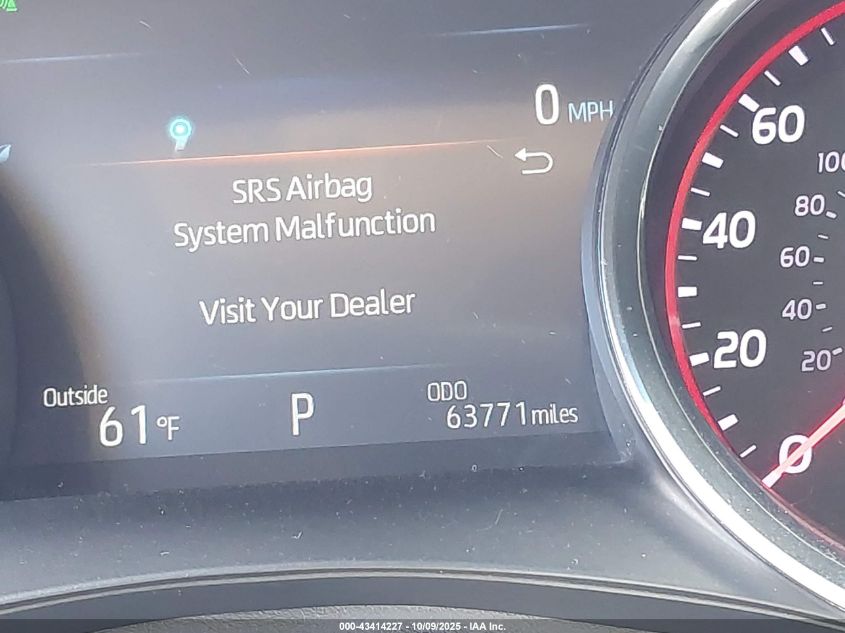 0 MPH
SRS Airbag
System Malfunction
Visit Your Dealer
Outside
61°F
P
ODO
63771 miles
60
40
20
0
100
80
60
40
20
000-43414227 - 10/09/2025 - IAA Inc.